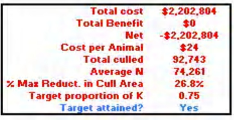 Total cost $2,202,804
Total Benefit $0
Net -$2,202,804
Cost per Animal $24
Total culled 92,743
Average N 74,261
% Max Reduct. in Cull Area 26.8%
Target proportion of K 0.75
Target attained? Yes